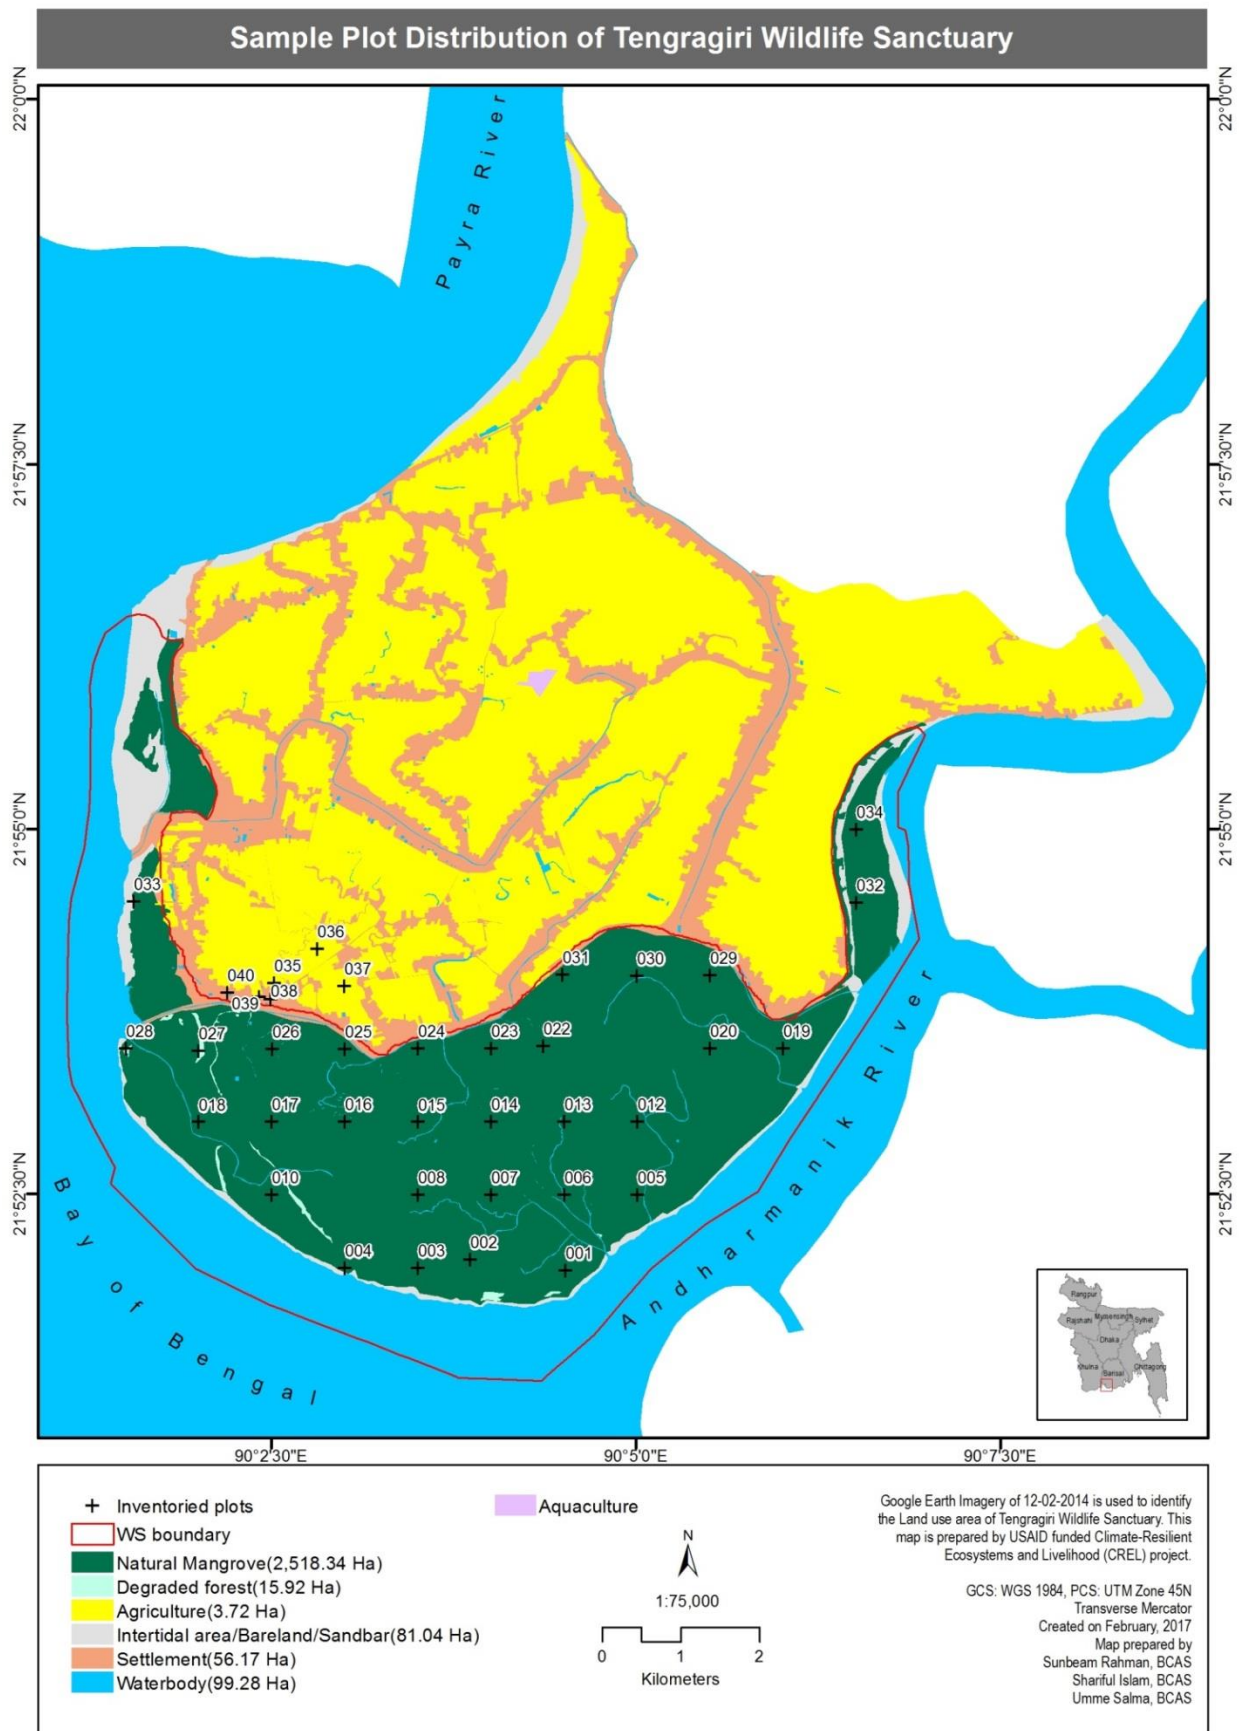 Sample Plot Distribution of Tengragiri Wildlife Sanctuary
22°0'0"N
22°0'0"N
Payra River
21°57'30"N
21°57'30"N
21°55'0"N
21°55'0"N
034
033
032
036
035
037
031
030
029
040
038
039
028
027
026
025
024
023
022
020
019
018
017
016
015
014
013
012
21°52'30"N
21°52'30"N
010
008
007
006
005
004
003
002
001
Bay of Bengal
Andharmanik River
Rangpur
Rajshahi
Mymensingh
Sylhet
Dhaka
Khulna
Barisal
Chittagong
90°2'30"E
90°5'0"E
90°7'30"E
Inventoried plots
WS boundary
Natural Mangrove(2,518.34 Ha)
Degraded forest(15.92 Ha)
Agriculture(3.72 Ha)
Intertidal area/Bareland/Sandbar(81.04 Ha)
Settlement(56.17 Ha)
Waterbody(99.28 Ha)
Aquaculture
N
1:75,000
0 1 2
Kilometers
Google Earth Imagery of 12-02-2014 is used to identify
the Land use area of Tengragiri Wildlife Sanctuary. This
map is prepared by USAID funded Climate-Resilient
Ecosystems and Livelihood (CREL) project.
GCS: WGS 1984, PCS: UTM Zone 45N
Transverse Mercator
Created on February, 2017
Map prepared by
Sunbeam Rahman, BCAS
Shariful Islam, BCAS
Umme Salma, BCAS